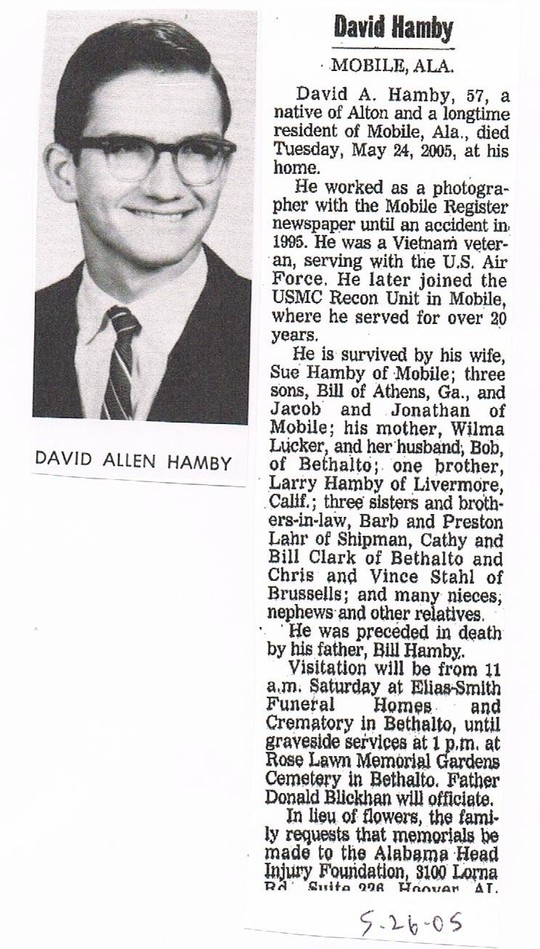 David Hamby
MOBILE, ALA.
David A. Hamby, 57, a
native of Alton and a longtime
resident of Mobile, Ala., died
Tuesday, May 24, 2005, at his
home.
He worked as a photogra-
pher with the Mobile Register
newspaper until an accident in
1995. He was a Vietnam veter-
an, serving with the U.S. Air
Force. He later joined the
USMC Recon Unit in Mobile,
where he served for over 20
years.
He is survived by his wife,
Sue Hamby of Mobile; three
sons, Bill of Athens, Ga., and
Jacob and Jonathan of
Mobile; his mother, Wilma
Lucker, and her husband, Bob,
of Bethalto; one brother,
Larry Hamby of Livermore,
Calif.; three sisters and broth-
ers-in-law, Barb and Preston
Lahr of Shipman, Cathy and
Bill Clark of Bethalto and
Chris and Vince Stahl of
Brussells; and many nieces,
nephews and other relatives.
He was preceded in death
by his father, Bill Hamby.
Visitation will be from 11
a.m. Saturday at Elias-Smith
Funeral Homes and
Crematory in Bethalto, until
graveside services at 1 p.m. at
Rose Lawn Memorial Gardens
Cemetery in Bethalto. Father
Donald Blickhan will officiate.
In lieu of flowers, the fami-
ly requests that memorials be
made to the Alabama Head
Injury Foundation, 3100 Lorna
Rd., Suite 226, Hoover, AL
5-26-05
DAVID ALLEN HAMBY